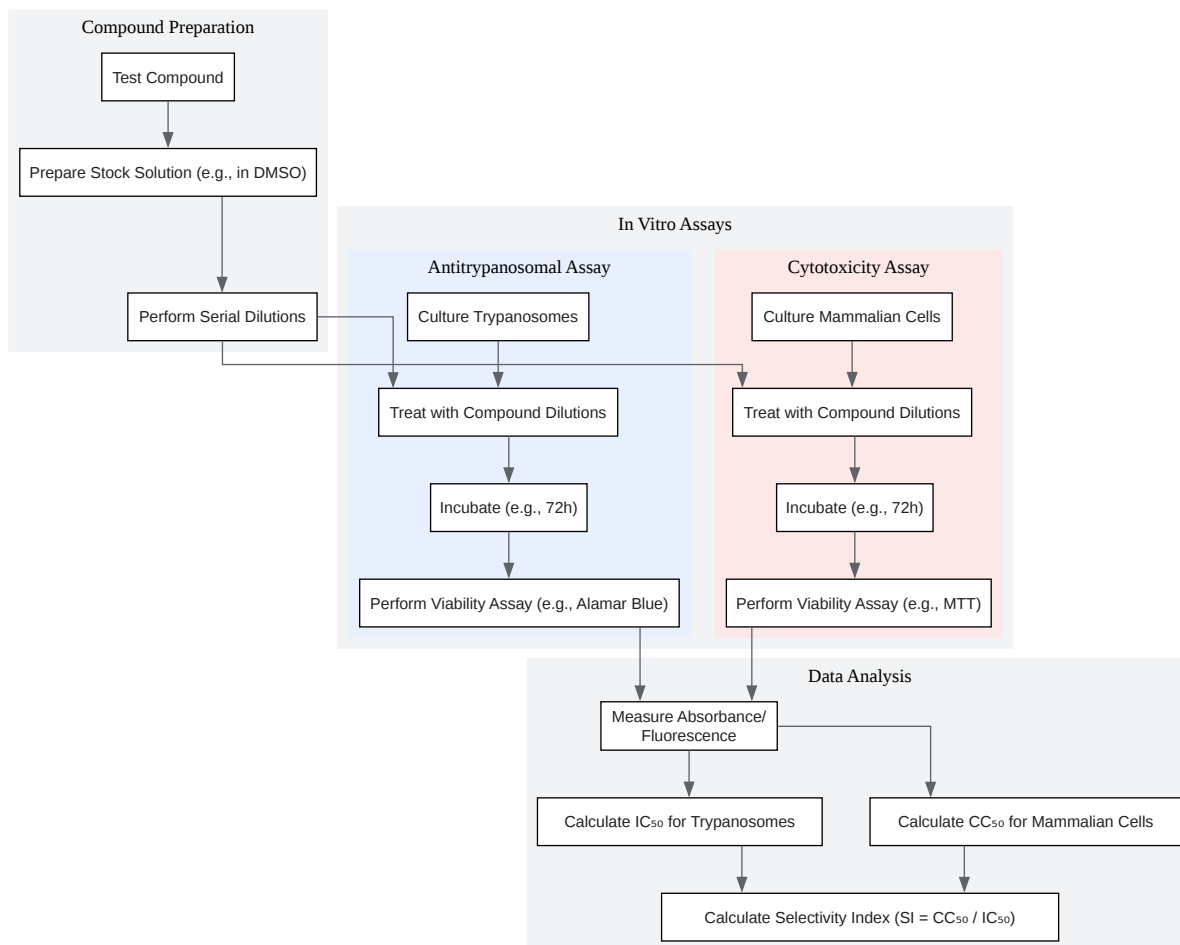 Compound Preparation
Test Compound
Prepare Stock Solution (e.g., in DMSO)
Perform Serial Dilutions
In Vitro Assays
Antitrypanosomal Assay
Culture Trypanosomes
Treat with Compound Dilutions
Incubate (e.g., 72h)
Perform Viability Assay (e.g., Alamar Blue)
Cytotoxicity Assay
Culture Mammalian Cells
Treat with Compound Dilutions
Incubate (e.g., 72h)
Perform Viability Assay (e.g., MTT)
Data Analysis
Measure Absorbance/
Fluorescence
Calculate IC₅₀ for Trypanosomes
Calculate CC₅₀ for Mammalian Cells
Calculate Selectivity Index (SI = CC₅₀ / IC₅₀)